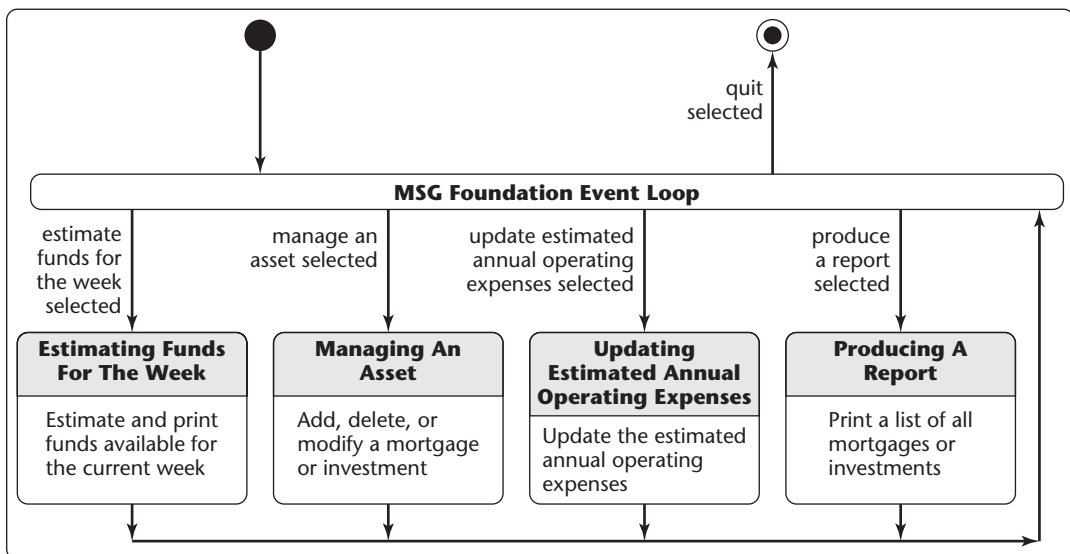 quit
selected
MSG Foundation Event Loop
estimate
funds for
the week
selected
manage an
asset selected
update estimated
annual operating
expenses selected
produce
a report
selected
Estimating Funds
For The Week
Estimate and print
funds available for
the current week
Managing An
Asset
Add, delete, or
modify a mortgage
or investment
Updating
Estimated Annual
Operating Expenses
Update the estimated
annual operating
expenses
Producing A
Report
Print a list of all
mortgages or
investments